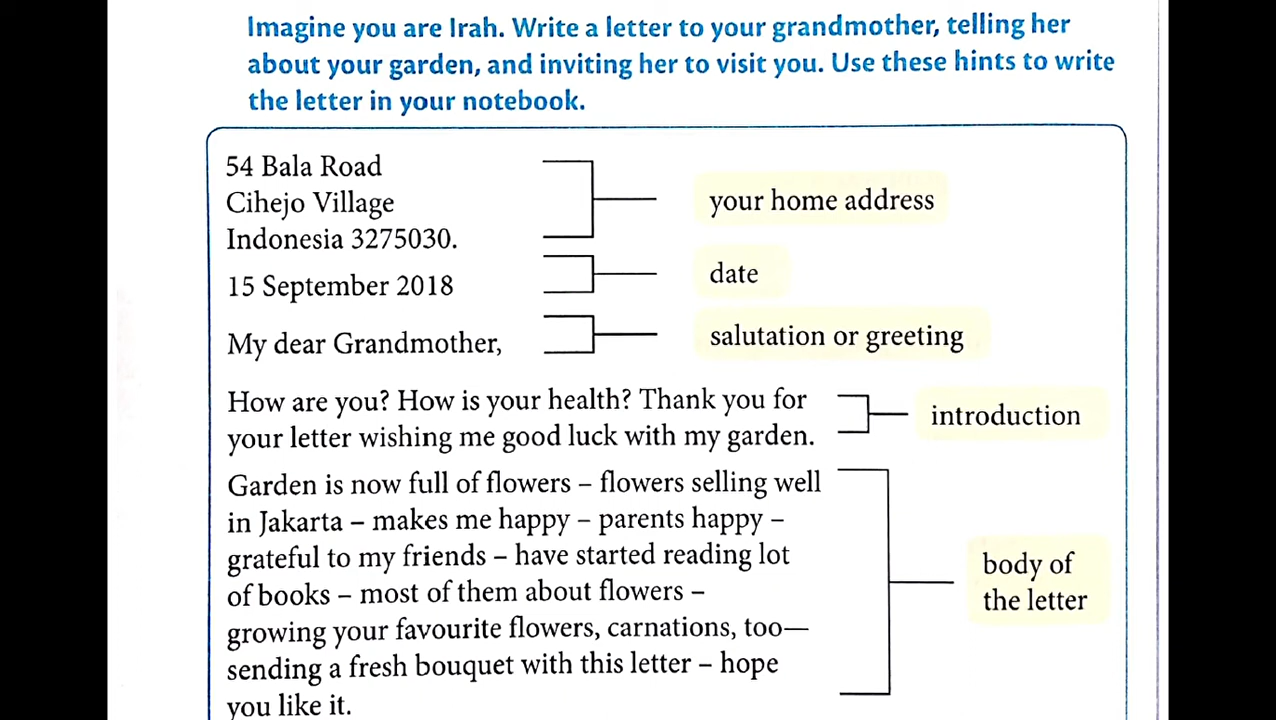 Imagine you are Irah. Write a letter to your grandmother, telling her
about your garden, and inviting her to visit you. Use these hints to write
the letter in your notebook.
54 Bala Road
Cihejo Village
Indonesia 3275030.
your home address
15 September 2018
date
My dear Grandmother,
salutation or greeting
How are you? How is your health? Thank you for
your letter wishing me good luck with my garden.
introduction
Garden is now full of flowers – flowers selling well
in Jakarta – makes me happy – parents happy –
grateful to my friends – have started reading lot
of books – most of them about flowers –
growing your favourite flowers, carnations, too—
sending a fresh bouquet with this letter – hope
you like it.
body of
the letter